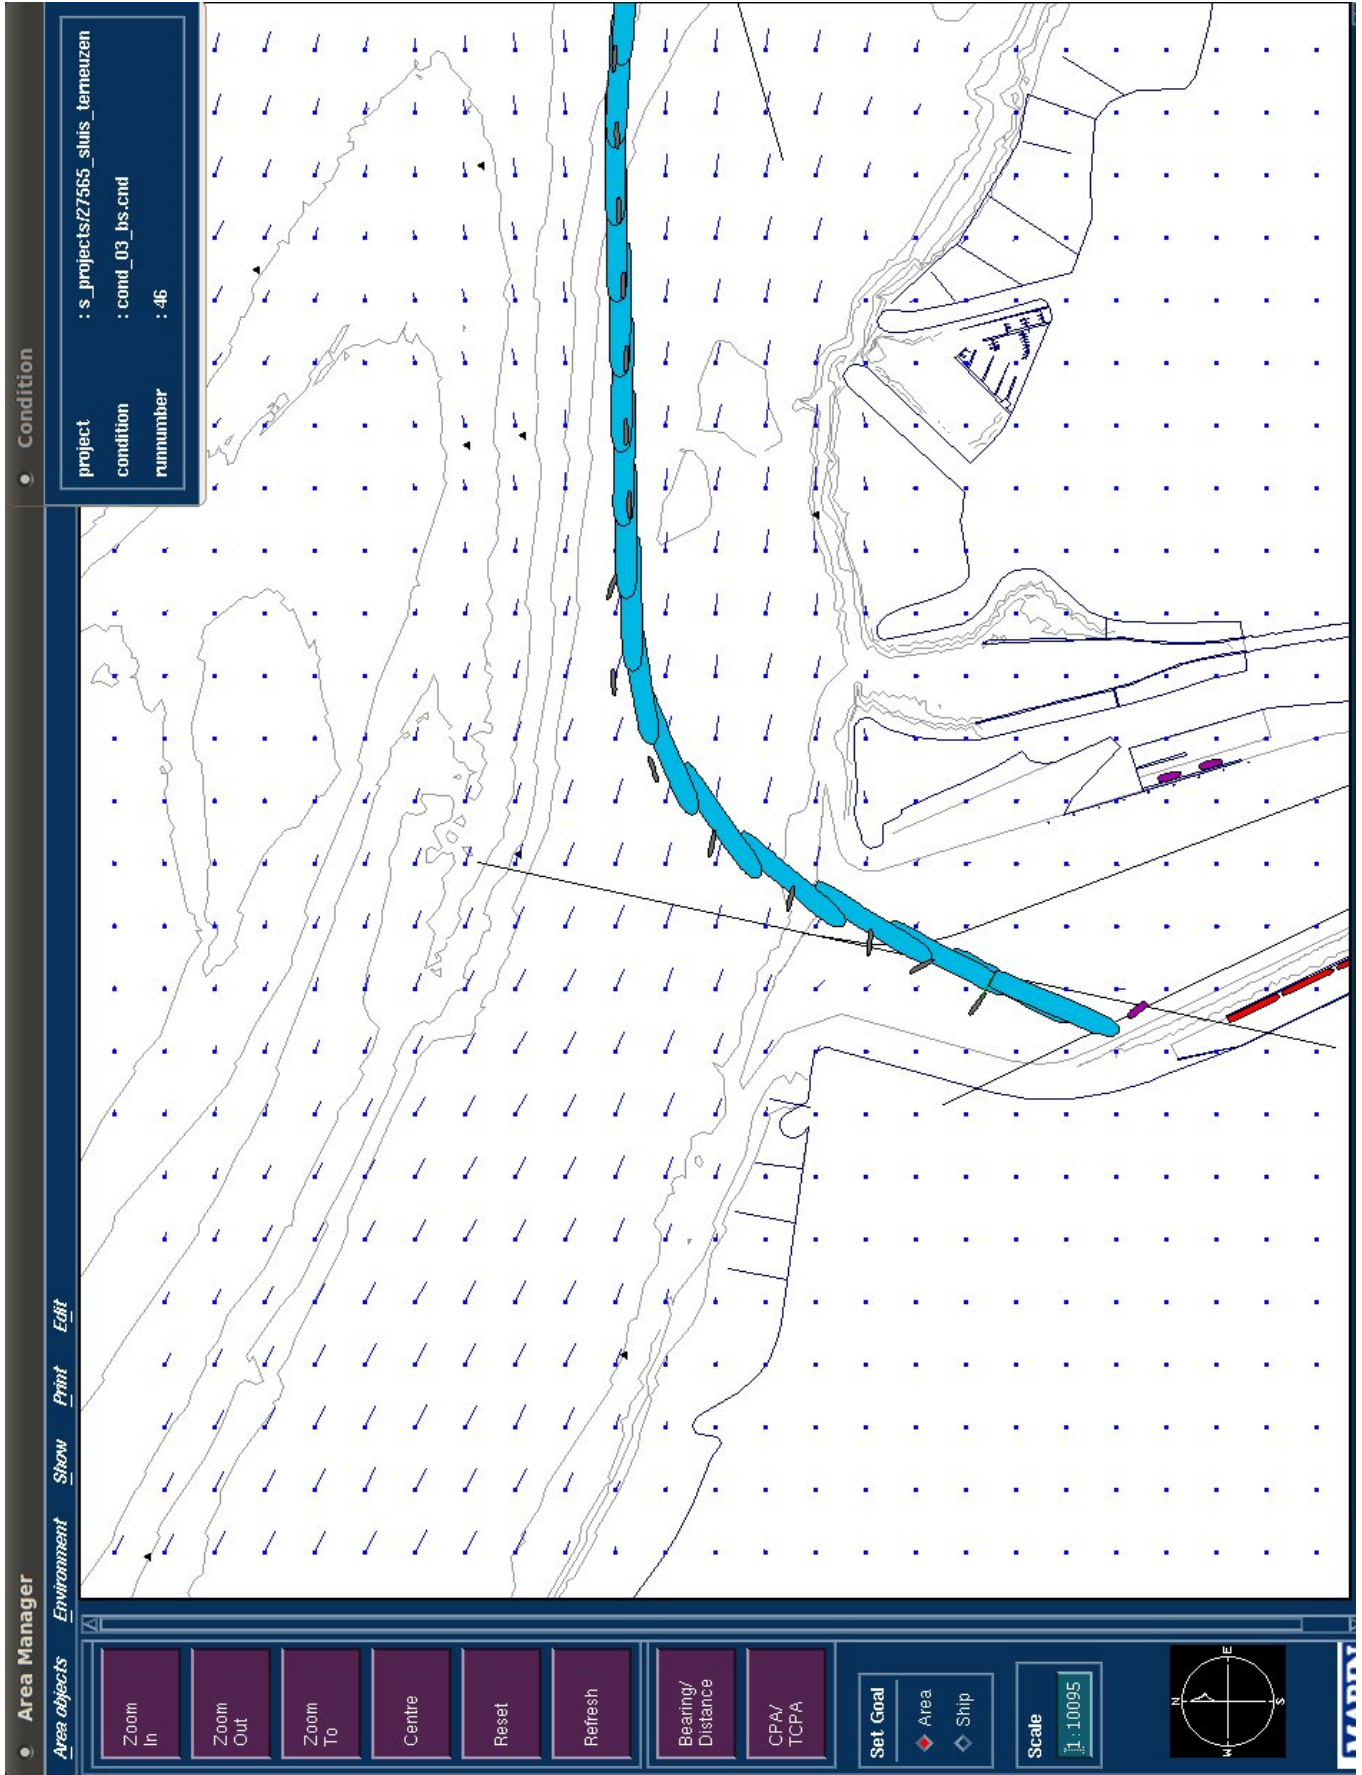 Area Manager
Condition
Area objects Environment Show Print Edit
project : s_projects/27565_sluis_terneuzen
condition : cond_03_bs.cnd
runnumber : 46
Zoom
In
Zoom
Out
Zoom
To
Centre
Reset
Refresh
Bearing/
Distance
CPA/
TCPA
Set Goal
Area
Ship
Scale
1:10095
N
W E
S